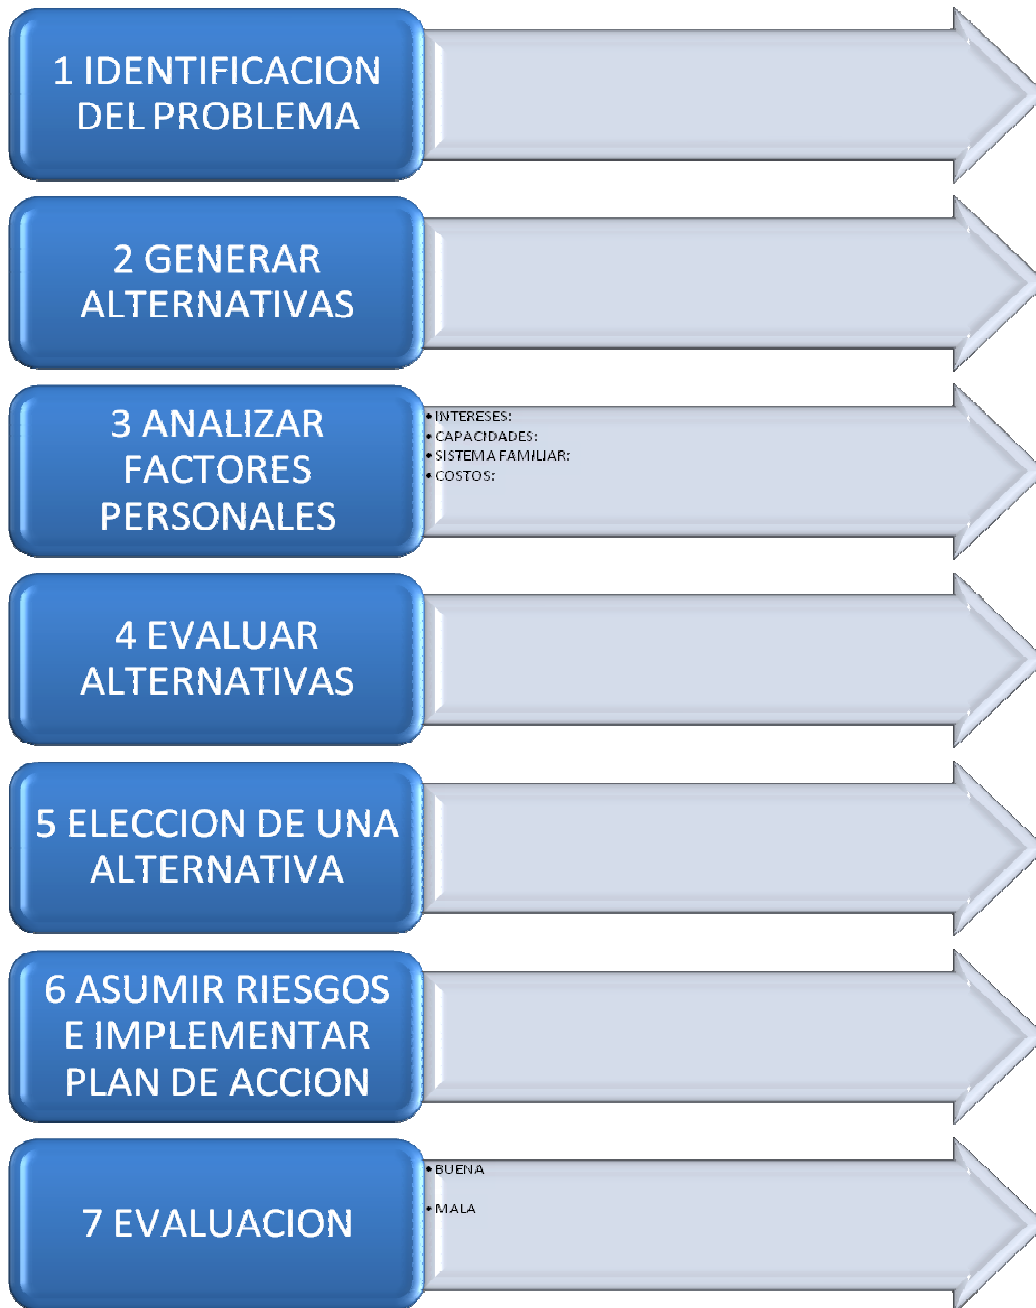 1 IDENTIFICACION
DEL PROBLEMA
2 GENERAR
ALTERNATIVAS
3 ANALIZAR
FACTORES
PERSONALES
• INTERESES:
• CAPACIDADES:
• SISTEMA FAMILIAR:
• COSTOS:
4 EVALUAR
ALTERNATIVAS
5 ELECCION DE UNA
ALTERNATIVA
6 ASUMIR RIESGOS
E IMPLEMENTAR
PLAN DE ACCION
7 EVALUACION
• BUENA
• MALA